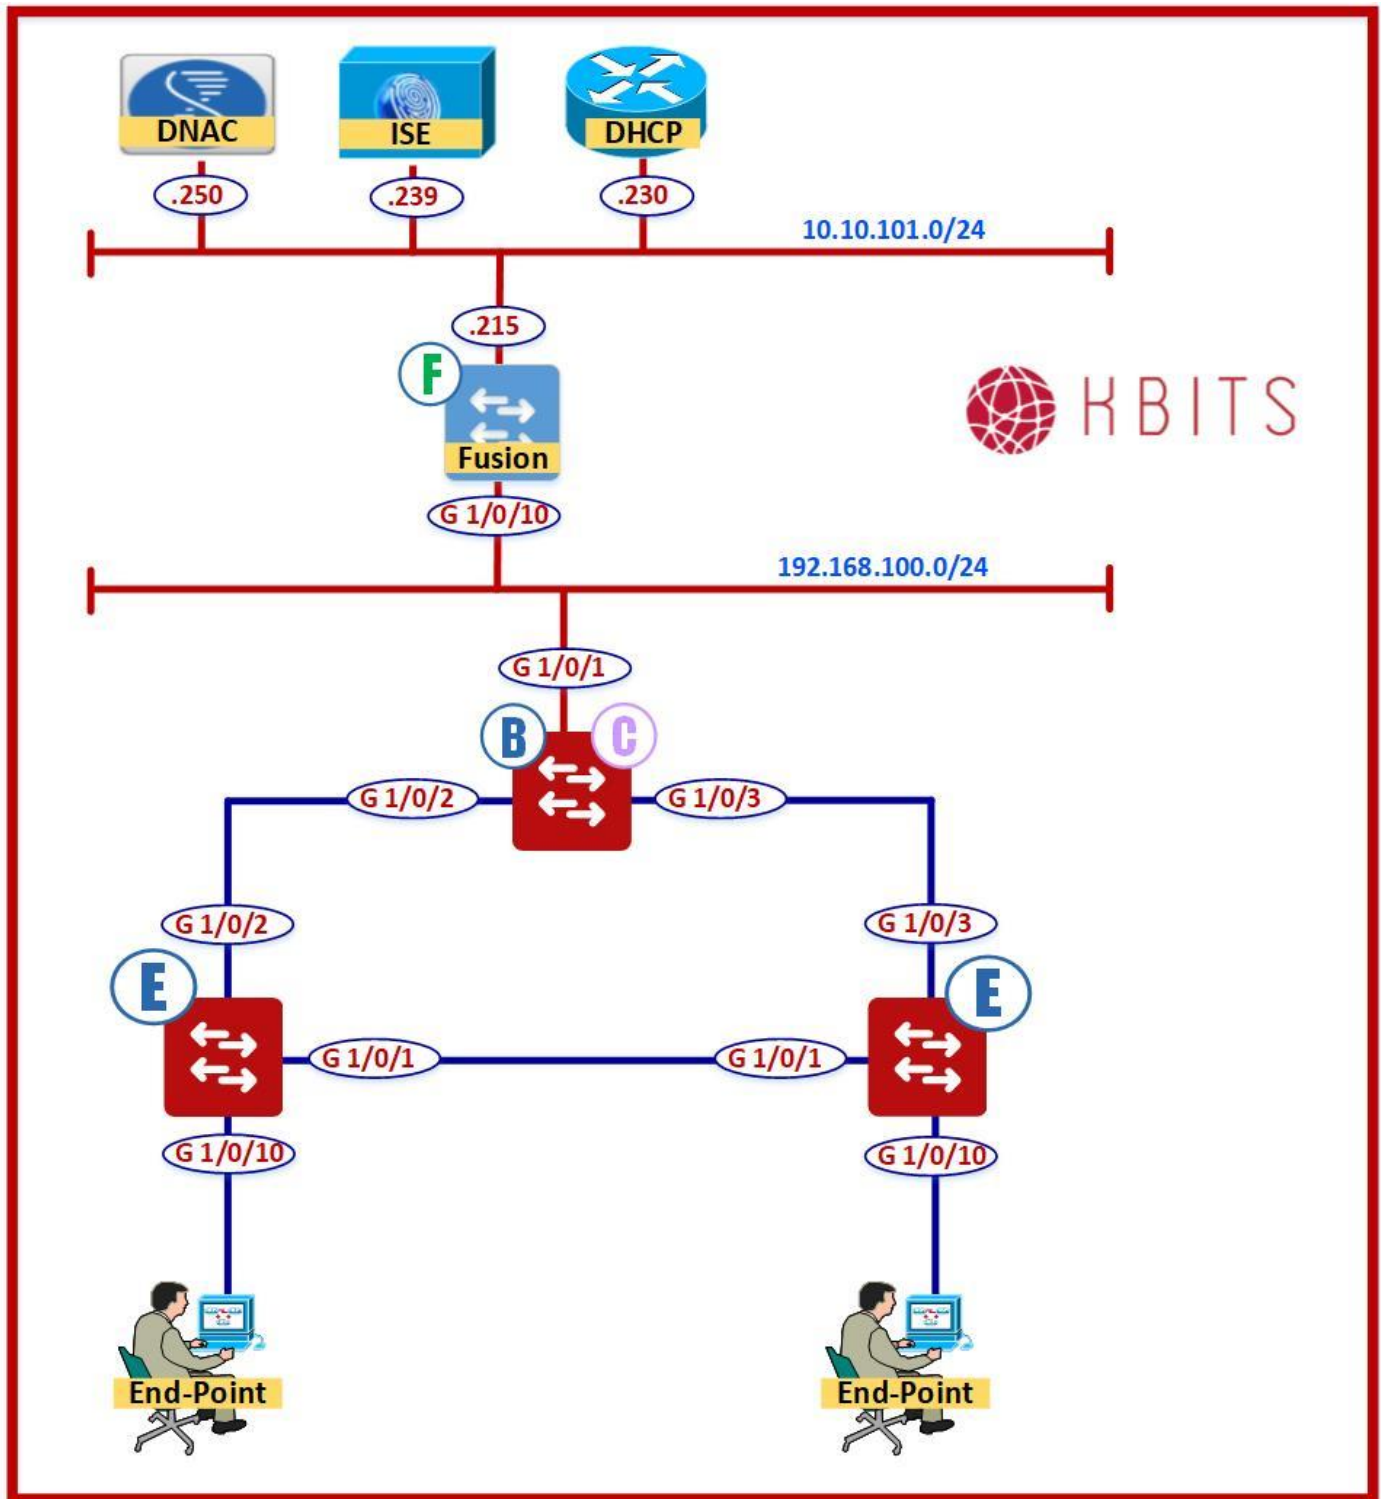 DNAC
ISE
DHCP
.250
.239
.230
10.10.101.0/24
.215
F
Fusion
KBITS
G 1/0/10
192.168.100.0/24
G 1/0/1
B
C
G 1/0/2
G 1/0/3
G 1/0/2
G 1/0/3
E
E
G 1/0/1
G 1/0/1
G 1/0/10
G 1/0/10
End-Point
End-Point